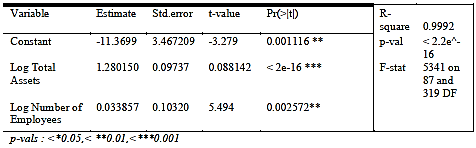 Variables Estimate Std.error t-value Pr(>|t|)
Constant -11.3699 3.467209 -3.279 0.001116 **
Log Total Assets 1.280150 0.09737 0.088142 < 2e-16 ***
Log Number of Employees 0.033857 0.10320 5.494 0.002572**
p-vals : <*0.05,< **0.01,<***0.001
R-square 0.9992
p-val < 2.2e^-16
F-stat 5341 on 87 and 319 DF